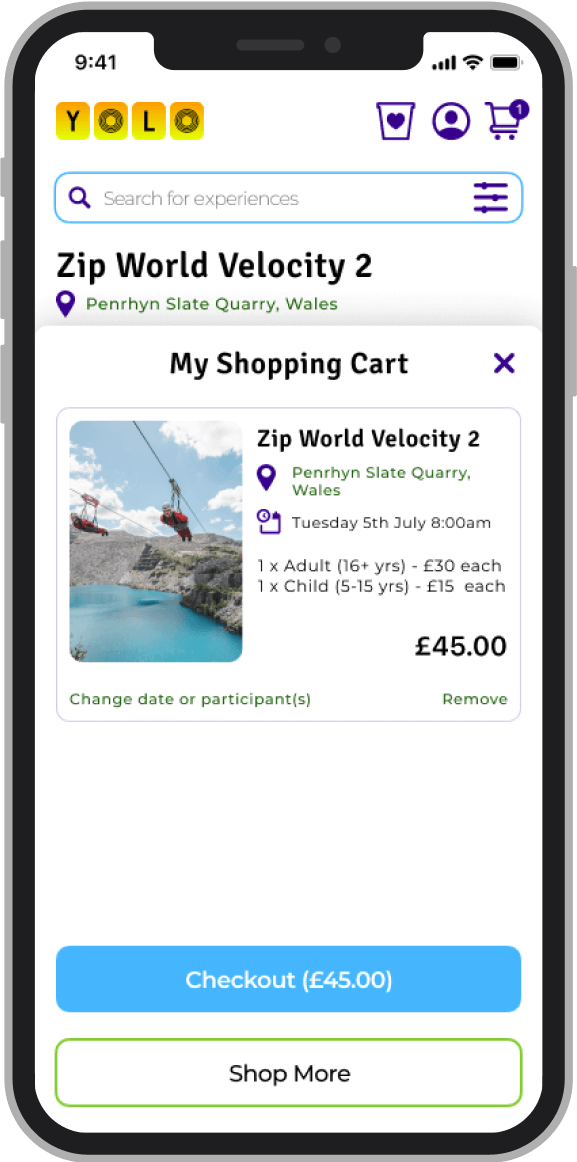 9:41
YOLO
1
Search for experiences
Zip World Velocity 2
Penrhyn Slate Quarry, Wales
My Shopping Cart
Zip World Velocity 2
Penrhyn Slate Quarry,
Wales
Tuesday 5th July 8:00am
1 x Adult (16+ yrs) - £30 each
1 x Child (5-15 yrs) - £15  each
£45.00
Change date or participant(s) Remove
Checkout (£45.00)
Shop More